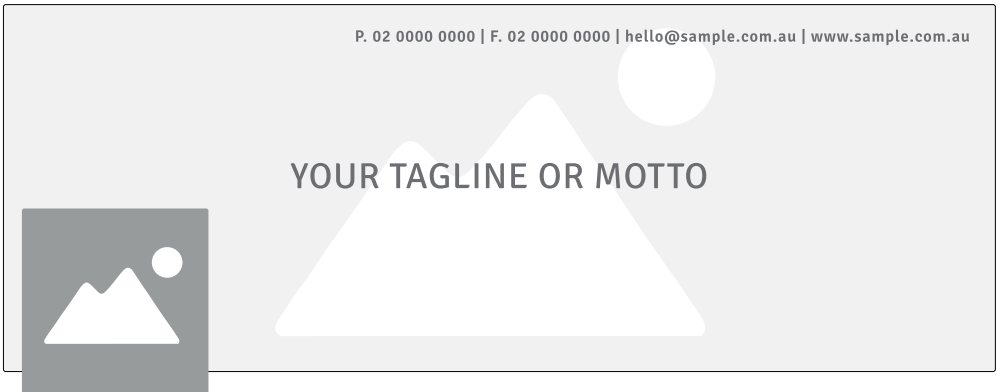 P. 02 0000 0000 | F. 02 0000 0000 | hello@sample.com.au | www.sample.com.au
YOUR TAGLINE OR MOTTO